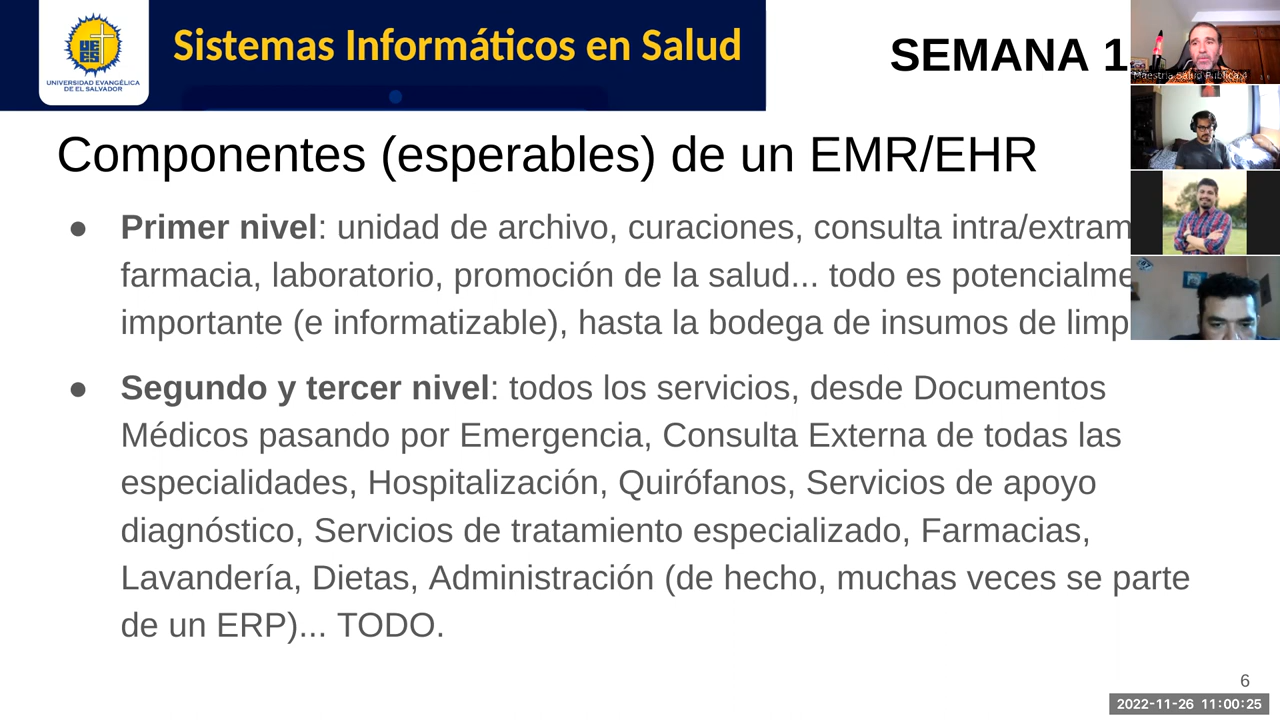 Sistemas Informáticos en Salud
SEMANA 1
UNIVERSIDAD EVANGÉLICA
DE EL SALVADOR
Maestria Salud Publica 4
Componentes (esperables) de un EMR/EHR
● Primer nivel: unidad de archivo, curaciones, consulta intra/extram
farmacia, laboratorio, promoción de la salud... todo es potencialme
importante (e informatizable), hasta la bodega de insumos de limp
● Segundo y tercer nivel: todos los servicios, desde Documentos
Médicos pasando por Emergencia, Consulta Externa de todas las
especialidades, Hospitalización, Quirófanos, Servicios de apoyo
diagnóstico, Servicios de tratamiento especializado, Farmacias,
Lavandería, Dietas, Administración (de hecho, muchas veces se parte
de un ERP)... TODO.
6
2022-11-26 11:00:25